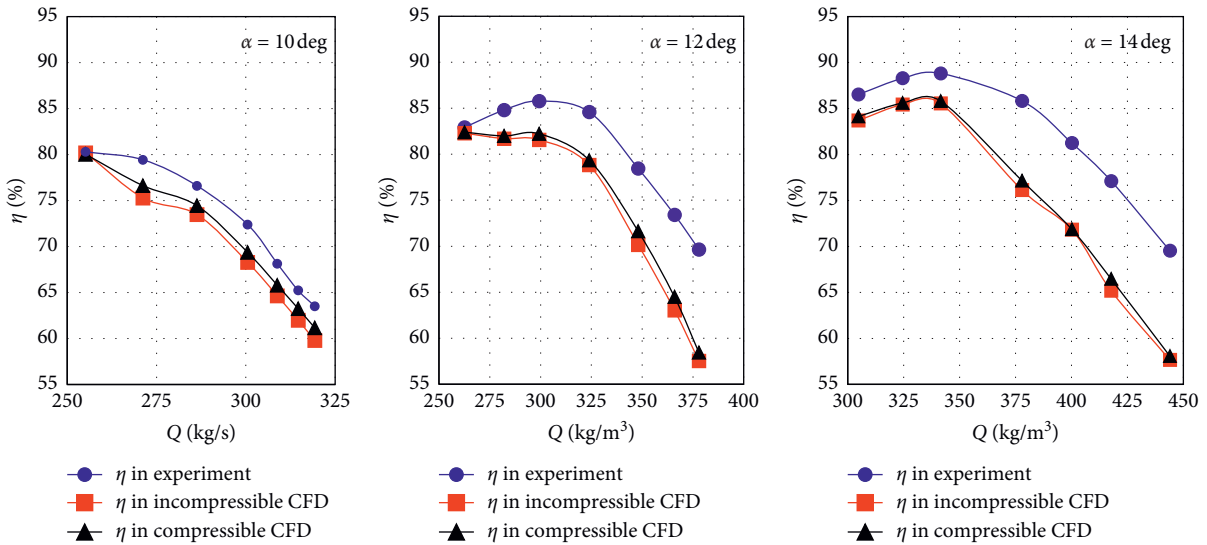 95
90
85
80
75
70
65
60
55
η (%)
α = 10 deg
250 275 300 325
Q (kg/s)
η in experiment
η in incompressible CFD
η in compressible CFD
95
90
85
80
75
70
65
60
55
η (%)
α = 12 deg
250 275 300 325 350 375 400
Q (kg/m³)
η in experiment
η in incompressible CFD
η in compressible CFD
95
90
85
80
75
70
65
60
55
η (%)
α = 14 deg
300 325 350 375 400 425 450
Q (kg/m³)
η in experiment
η in incompressible CFD
η in compressible CFD